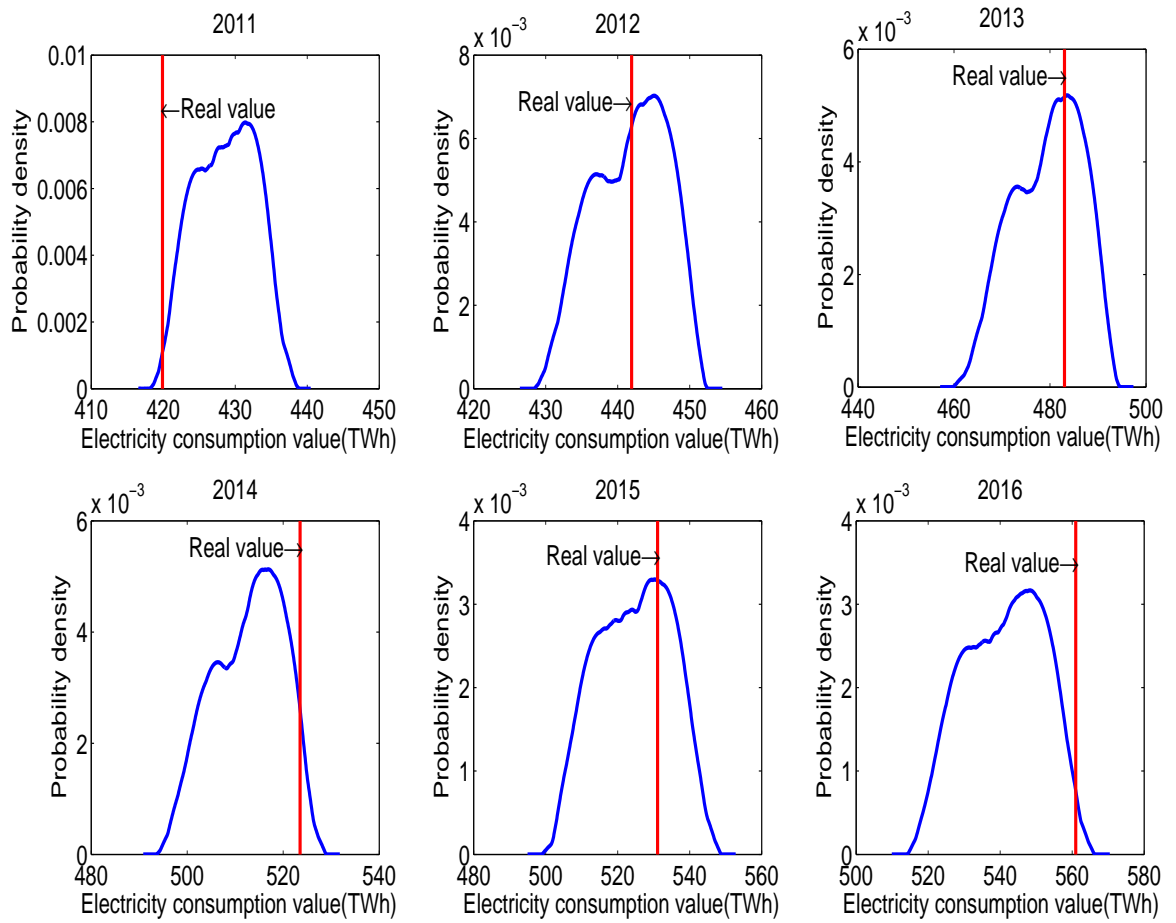 2011
0.01
0.008
0.006
0.004
0.002
0
Probability density
Real value
410 420 430 440 450
Electricity consumption value(TWh)
2012
x 10⁻³
8
6
4
2
0
Probability density
Real value
420 430 440 450 460
Electricity consumption value(TWh)
2013
x 10⁻³
6
4
2
0
Probability density
Real value
440 460 480 500
Electricity consumption value(TWh)
2014
x 10⁻³
6
4
2
0
Probability density
Real value
480 500 520 540
Electricity consumption value(TWh)
2015
x 10⁻³
4
3
2
1
0
Probability density
Real value
480 500 520 540 560
Electricity consumption value(TWh)
2016
x 10⁻³
4
3
2
1
0
Probability density
Real value
500 520 540 560 580
Electricity consumption value(TWh)